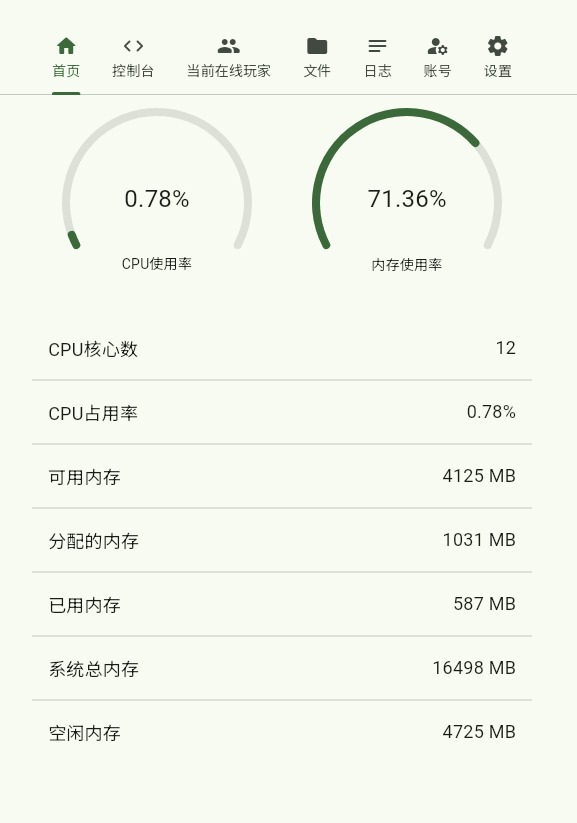 首页 控制台 当前在线玩家 文件 日志 账号 设置
0.78% 71.36%
CPU使用率 内存使用率
CPU核心数 12
CPU占用率 0.78%
可用内存 4125 MB
分配的内存 1031 MB
已用内存 587 MB
系统总内存 16498 MB
空闲内存 4725 MB